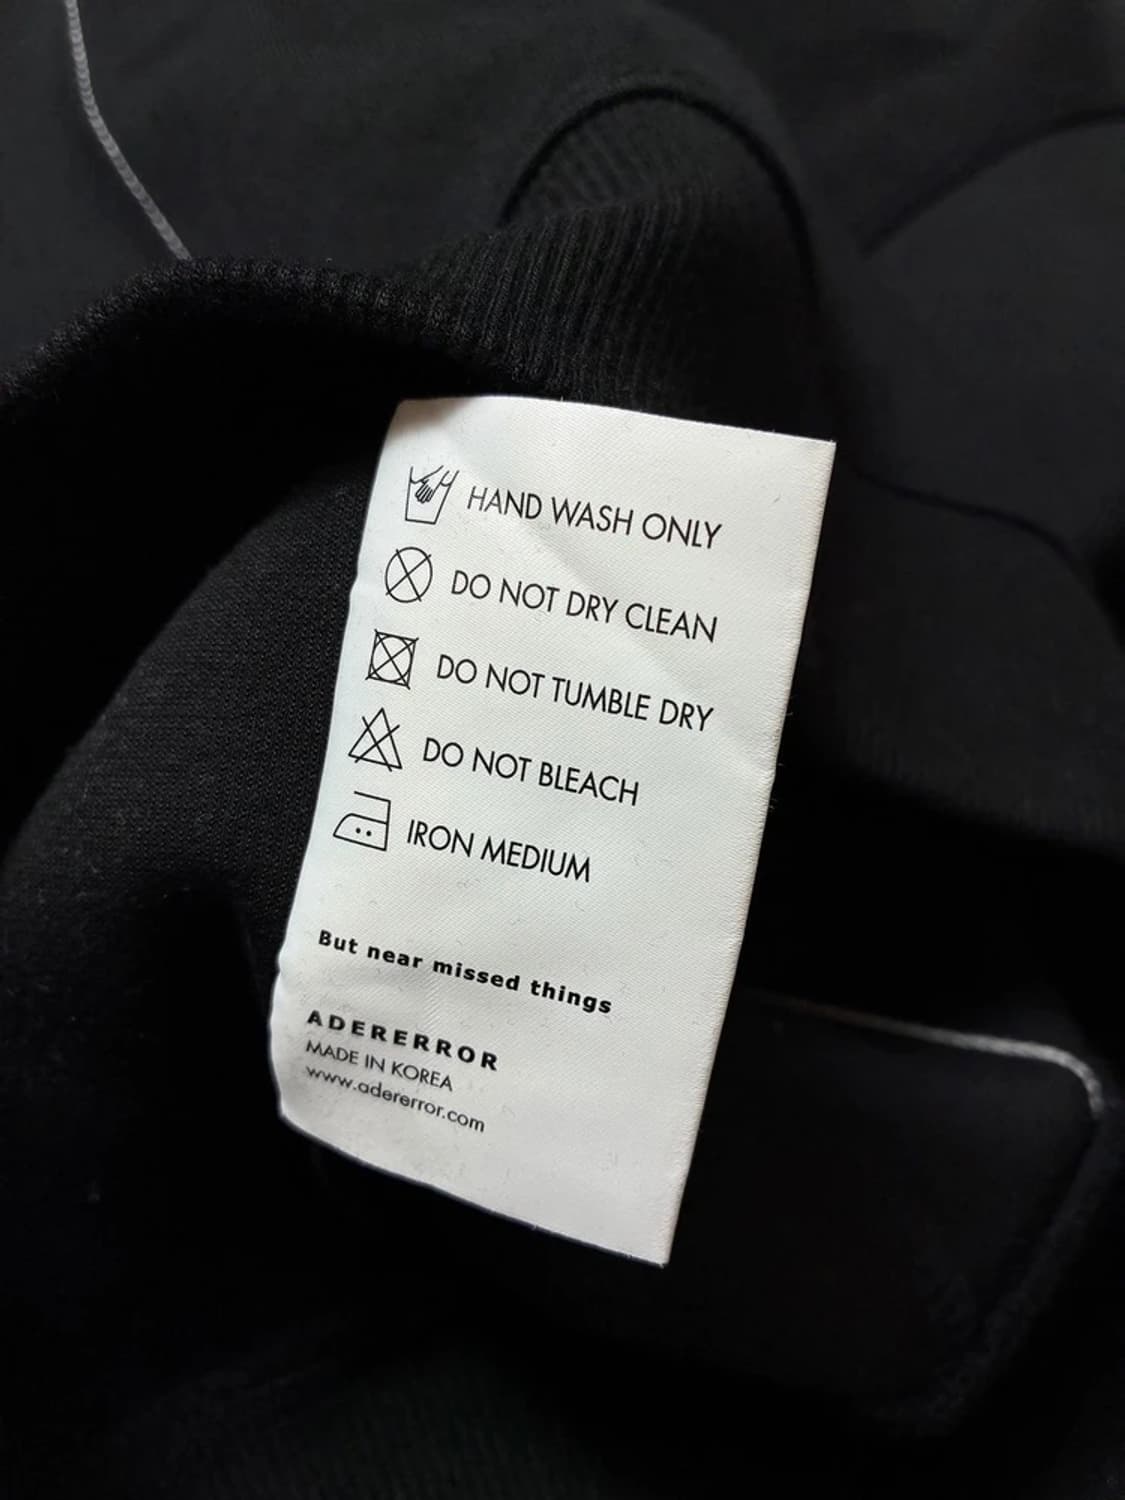 HAND WASH ONLY
DO NOT DRY CLEAN
DO NOT TUMBLE DRY
DO NOT BLEACH
IRON MEDIUM
But near missed things
ADERERROR
MADE IN KOREA
www.adererror.com